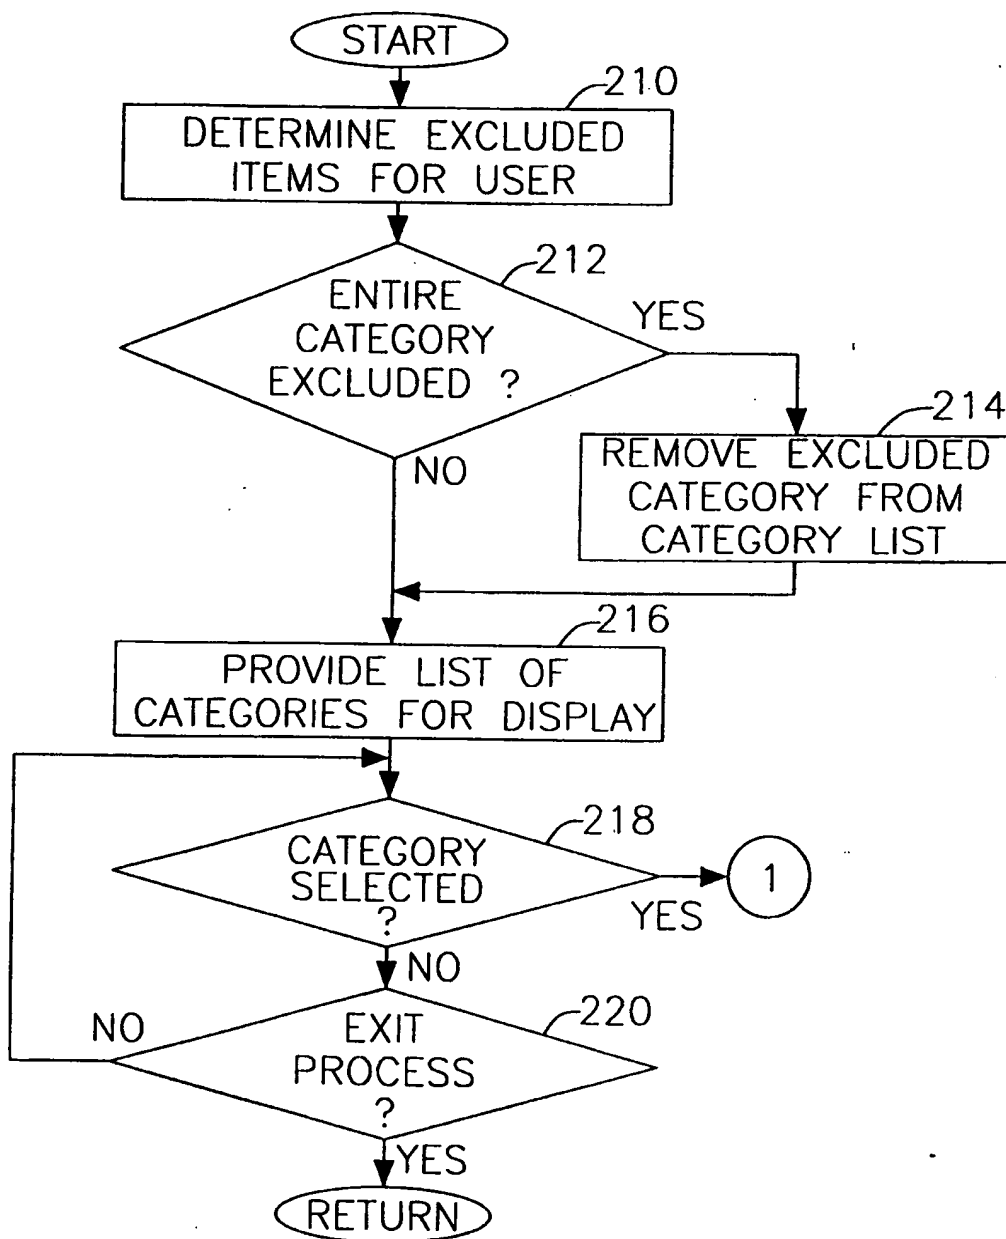 START
210
DETERMINE EXCLUDED
ITEMS FOR USER
212
ENTIRE
CATEGORY
EXCLUDED ?
YES
NO
214
REMOVE EXCLUDED
CATEGORY FROM
CATEGORY LIST
216
PROVIDE LIST OF
CATEGORIES FOR DISPLAY
218
CATEGORY
SELECTED
?
YES
1
NO
220
EXIT
PROCESS
?
NO
YES
RETURN